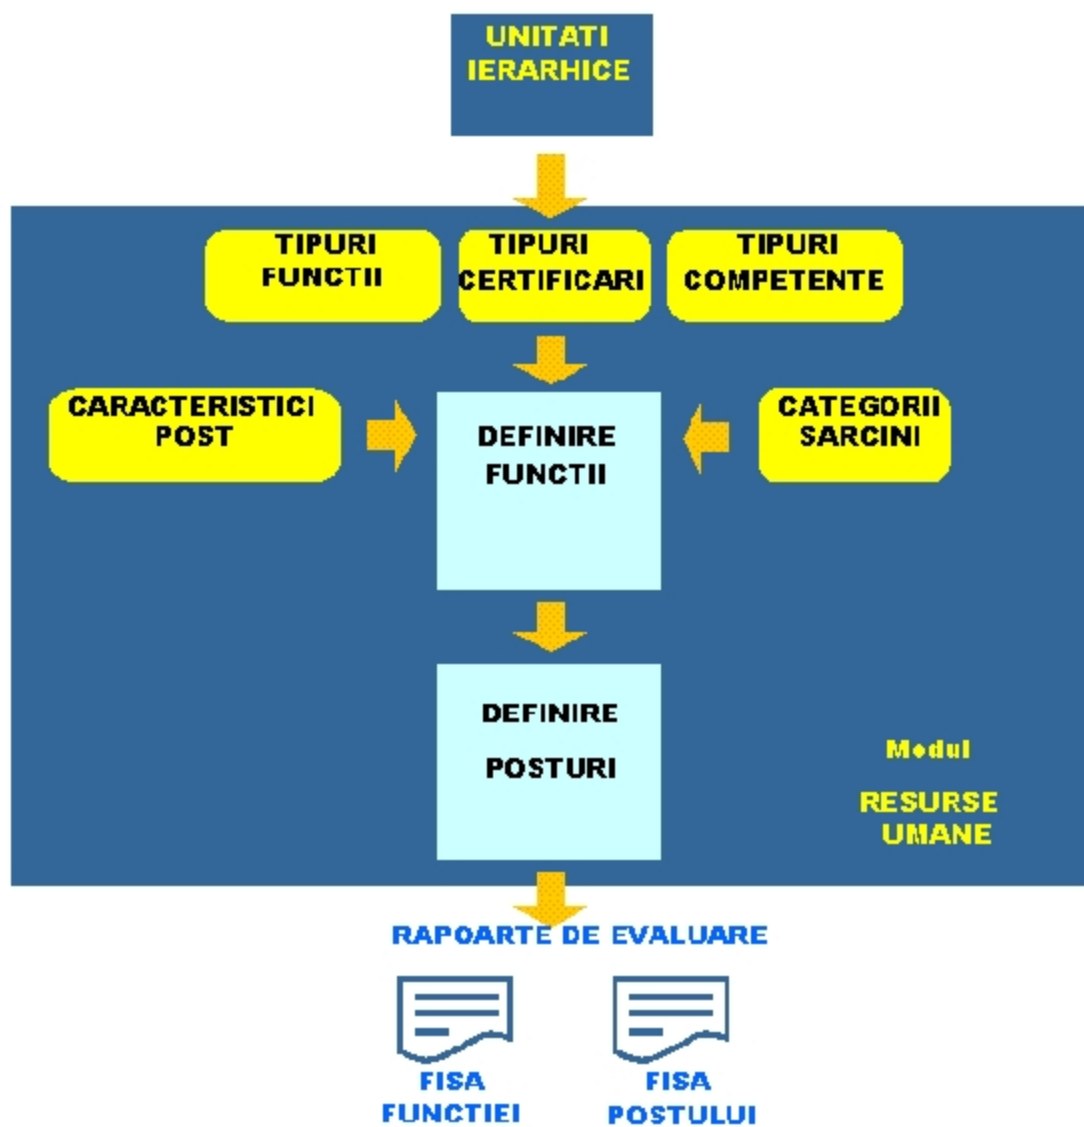 UNITATI
IERARHICE
TIPURI
FUNCTII
TIPURI
CERTIFICARI
TIPURI
COMPETENTE
CARACTERISTICI
POST
DEFINIRE
FUNCTII
CATEGORII
SARCINI
DEFINIRE
POSTURI
Modul
RESURSE
UMANE
RAPOARTE DE EVALUARE
FISA
FUNCTIEI
FISA
POSTULUI